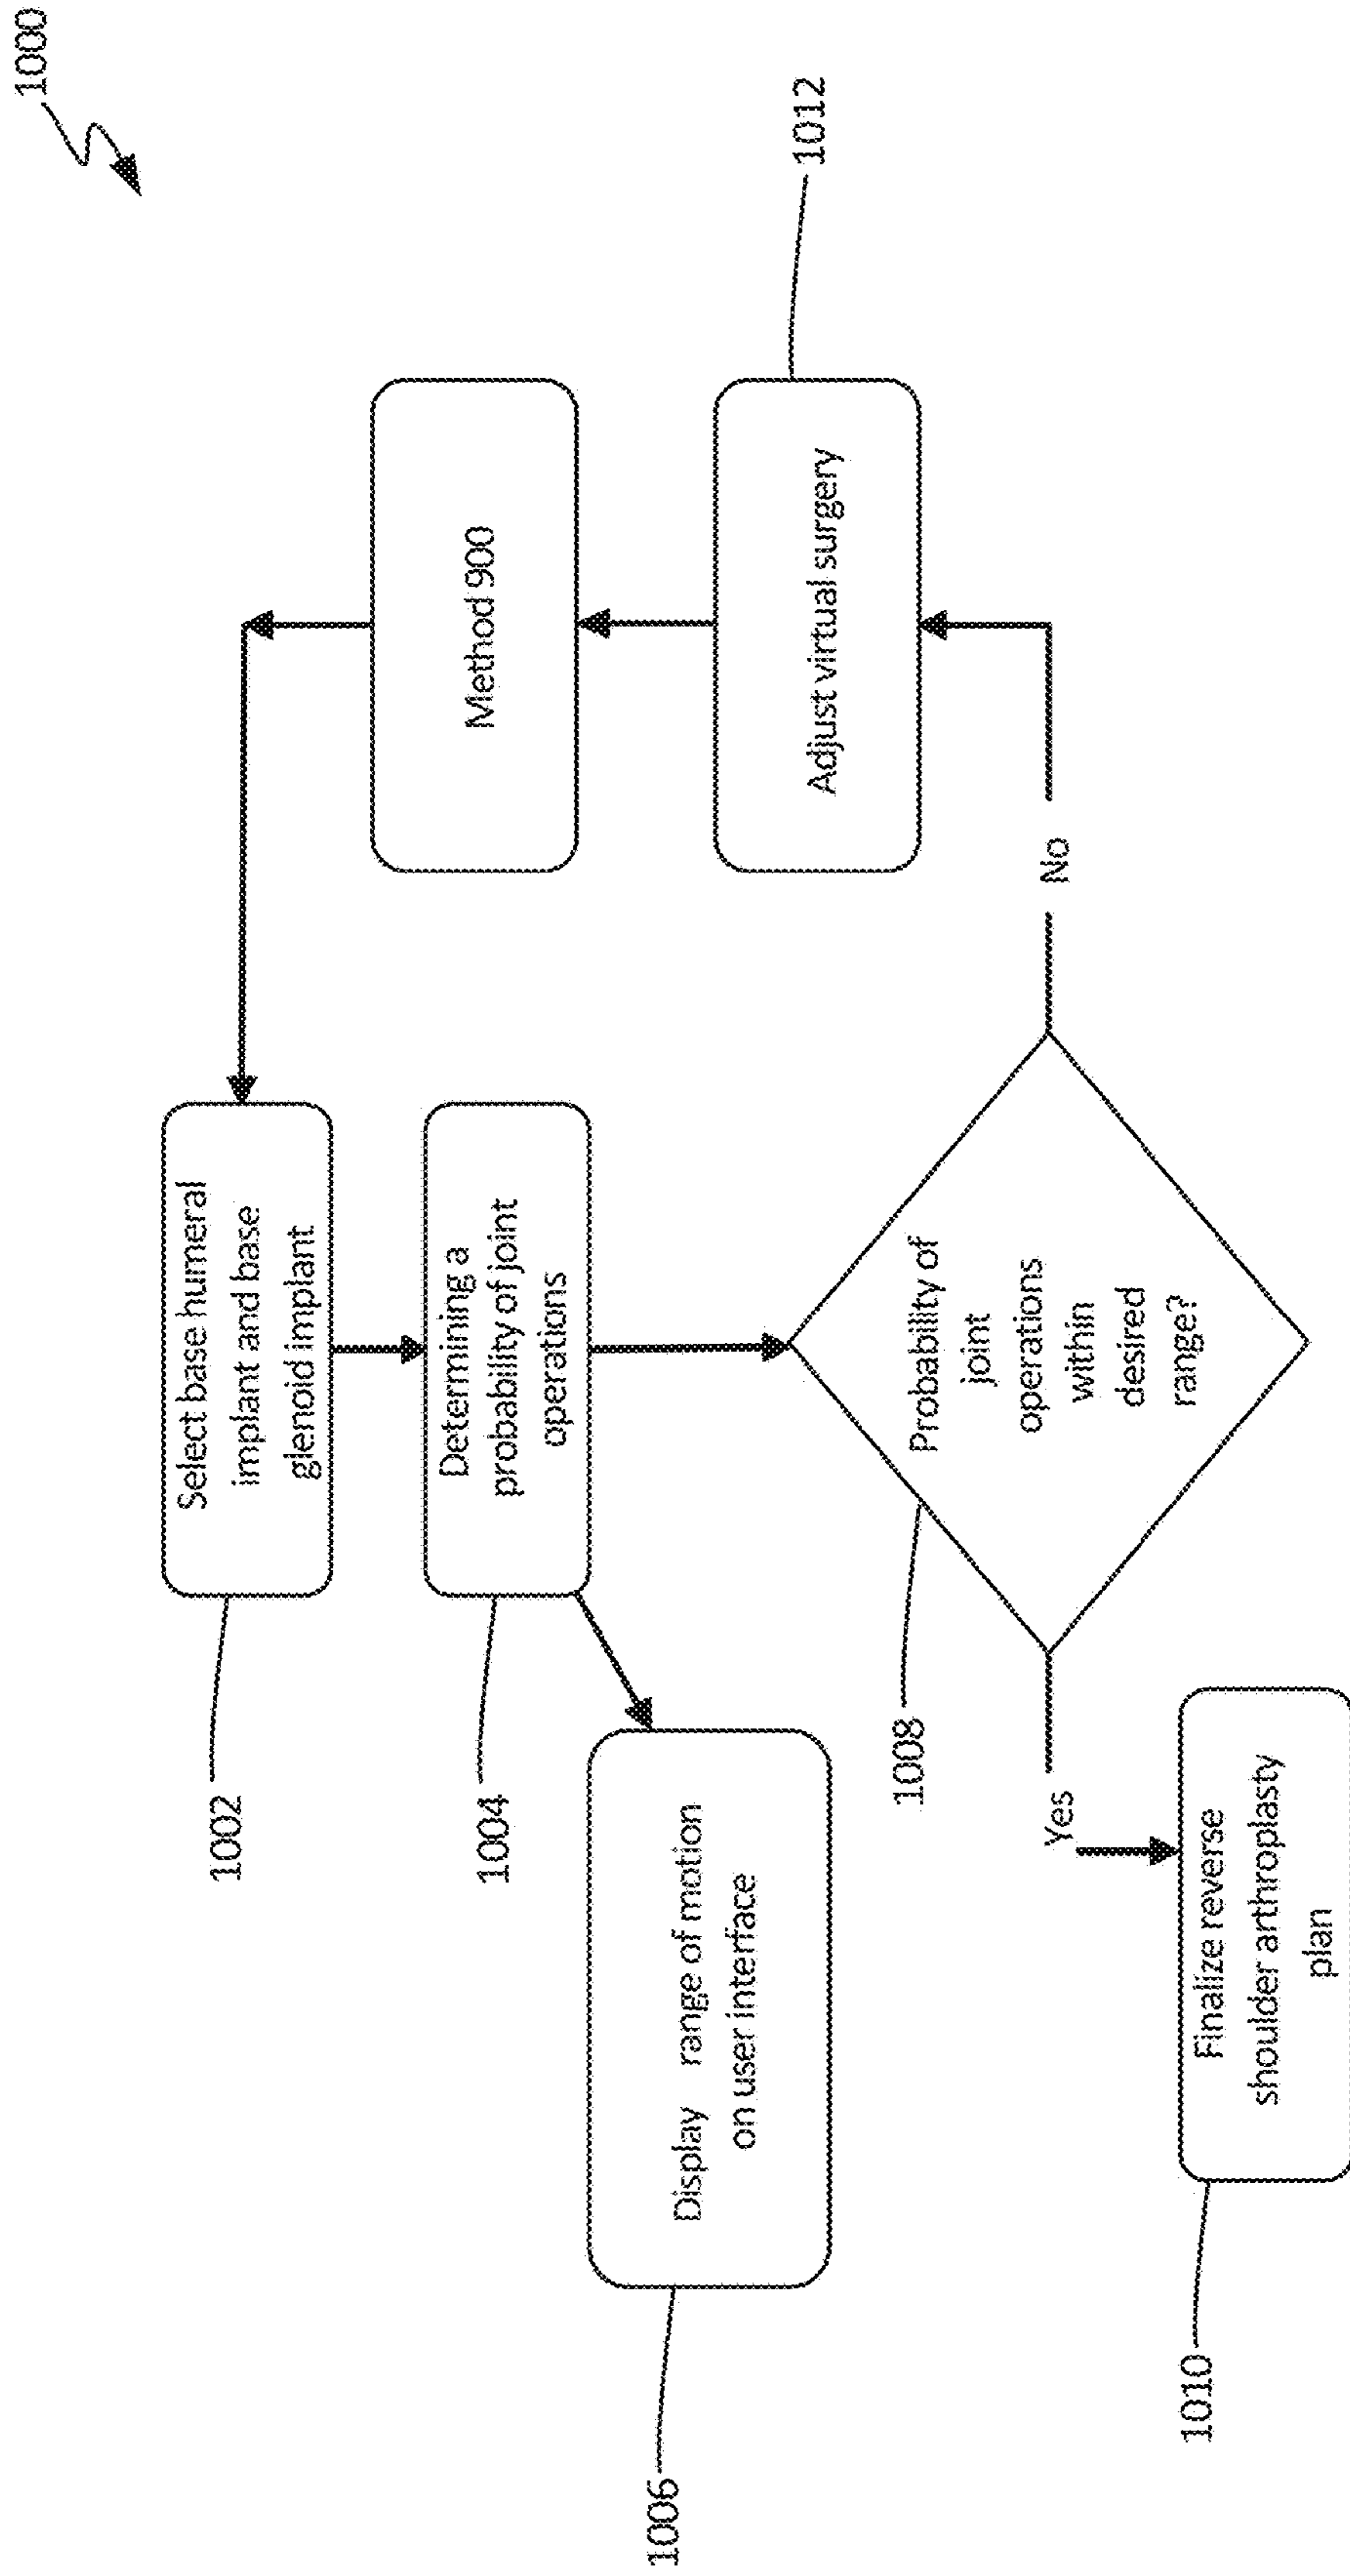 1000
Select base humeral
implant and base
glenoid implant
1002
Determining a
probability of joint
operations
1004
Display range of motion
on user interface
1006
Probability of
joint
operations
within
desired
range?
1008
Yes
Finalize reverse
shoulder arthroplasty
plan
1010
No
Adjust virtual surgery
1012
Method 900